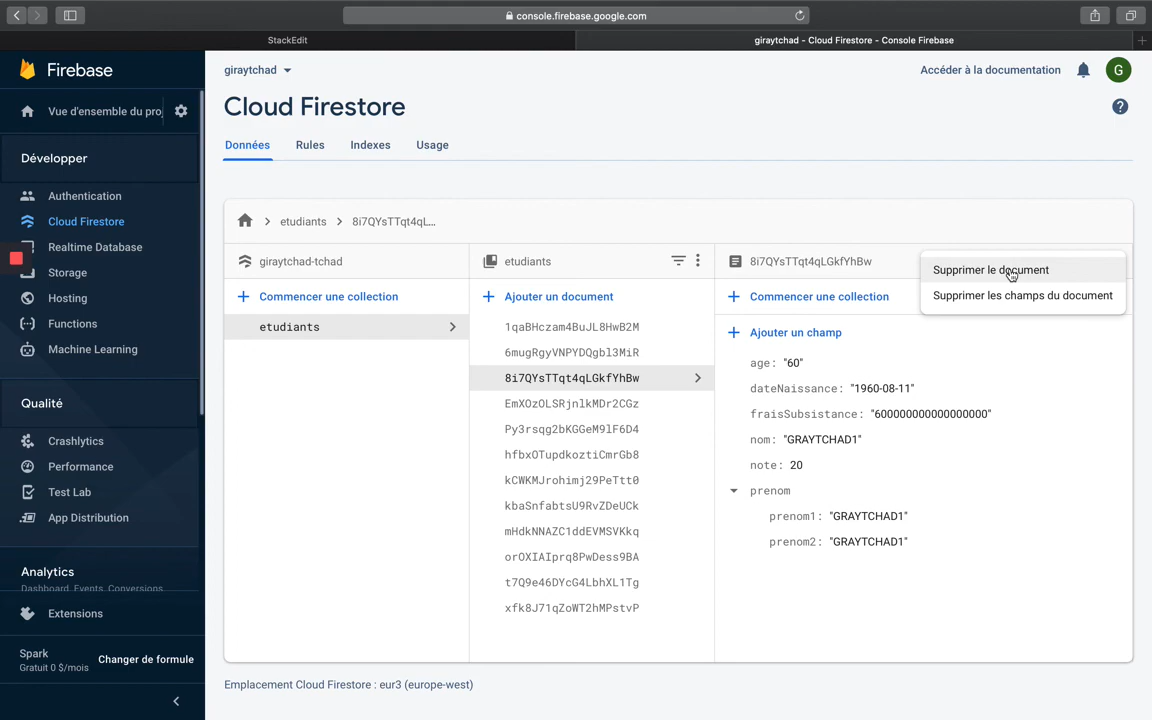 console.firebase.google.com
StackEdit
giraytchad - Cloud Firestore - Console Firebase
Firebase
giraytchad
Accéder à la documentation
G
Vue d'ensemble du pro
Cloud Firestore
?
Données Rules Indexes Usage
Développer
Authentication
Cloud Firestore
Realtime Database
Storage
Hosting
Functions
Machine Learning
Qualité
Crashlytics
Performance
Test Lab
App Distribution
Analytics
Dashboard, Events, Conversions
Extensions
Spark
Gratuit 0 $/mois
Changer de formule
etudiants
8i7QYsTTqt4qL...
giraytchad-tchad
Commencer une collection
etudiants
etudiants
Ajouter un document
1qaBHczam4BuJL8HwB2M
6mugRgyVNPYDQgbl3MiR
8i7QYsTTqt4qLGkfYhBw
EmXOzOLSRjnlkMDr2CGz
Py3rsqg2bKGGeM9lF6D4
hfbxOTupdkoztiCmrGb8
kCWKMJrohimj29PeTtt0
kbaSnfabtsU9RvZDeUCk
mHdkNNAZC1ddEVMSVKkq
orOXIAIprq8PwDess9BA
t7Q9e46DYcG4LbhXL1Tg
xfk8J71qZoWT2hMPstvP
8i7QYsTTqt4qLGkfYhBw
Supprimer le document
Supprimer les champs du document
Commencer une collection
Ajouter un champ
age: "60"
dateNaissance: "1960-08-11"
fraisSubsistance: "600000000000000000"
nom: "GRAYTCHAD1"
note: 20
prenom
prenom1: "GRAYTCHAD1"
prenom2: "GRAYTCHAD1"
Emplacement Cloud Firestore : eur3 (europe-west)